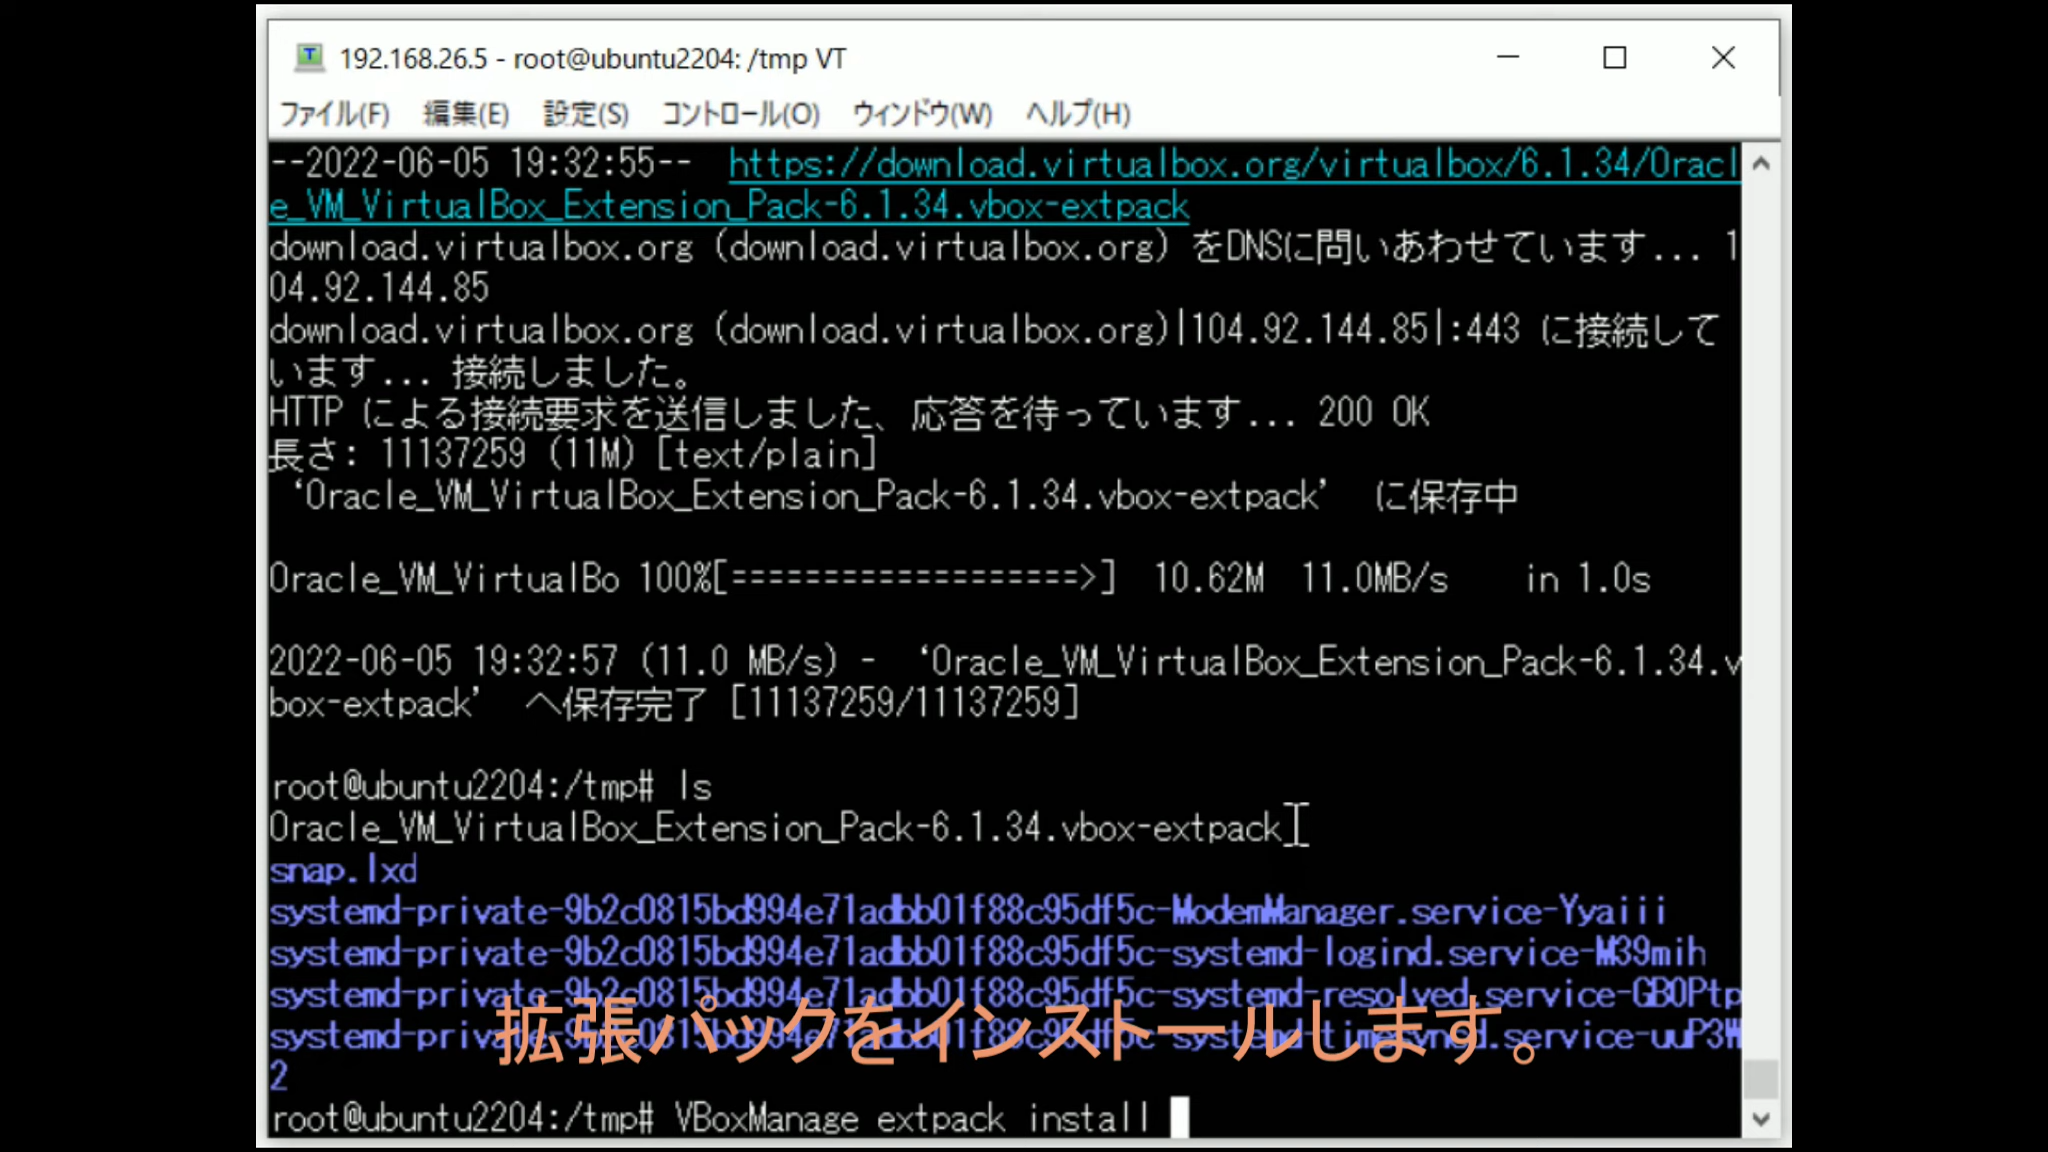 192.168.26.5 - root@ubuntu2204: /tmp VT
ファイル(F) 編集(E) 設定(S) コントロール(O) ウィンドウ(W) ヘルプ(H)
--2022-06-05 19:32:55--  https://download.virtualbox.org/virtualbox/6.1.34/Oracl
e_VM_VirtualBox_Extension_Pack-6.1.34.vbox-extpack
download.virtualbox.org (download.virtualbox.org) をDNSに問いあわせています... 1
04.92.144.85
download.virtualbox.org (download.virtualbox.org)|104.92.144.85|:443 に接続して
います... 接続しました。
HTTP による接続要求を送信しました、応答を待っています... 200 OK
長さ: 11137259 (11M) [text/plain]
‘Oracle_VM_VirtualBox_Extension_Pack-6.1.34.vbox-extpack’ に保存中
Oracle_VM_VirtualBo 100%[===================>]  10.62M  11.0MB/s    in 1.0s
2022-06-05 19:32:57 (11.0 MB/s) - ‘Oracle_VM_VirtualBox_Extension_Pack-6.1.34.v
box-extpack’ へ保存完了 [11137259/11137259]
root@ubuntu2204:/tmp# ls
Oracle_VM_VirtualBox_Extension_Pack-6.1.34.vbox-extpack
snap.lxd
systemd-private-9b2c0815bd994e71adbb01f88c95df5c-ModemManager.service-Yyaiii
systemd-private-9b2c0815bd994e71adbb01f88c95df5c-systemd-logind.service-M39mih
systemd-private-9b2c0815bd994e71adbb01f88c95df5c-systemd-resolved.service-GBOPtp
systemd-private-9b2c0815bd994e71adbb01f88c95df5c-systemd-timesyncd.service-uuP3W
2
拡張パックをインストールします。
root@ubuntu2204:/tmp# VBoxManage extpack install